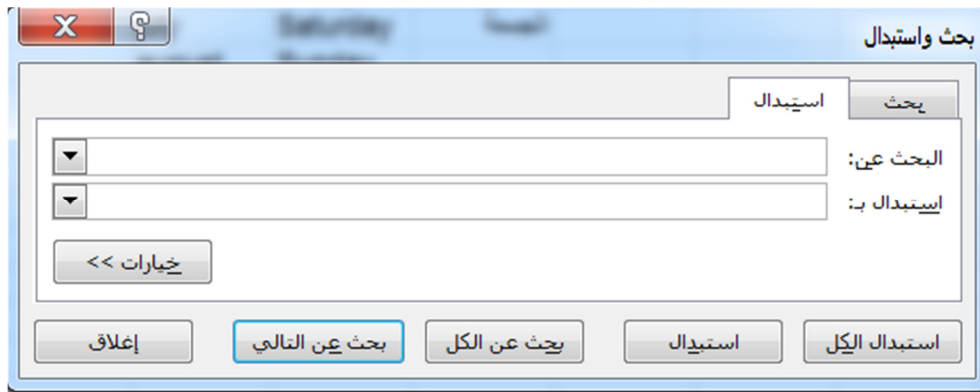 Saturday
بحث واستبدال
بحث
استبدال
البحث عن:
استبدال بـ:
خيارات >>
استبدال الكل
استبدال
بحث عن الكل
بحث عن التالي
إغلاق